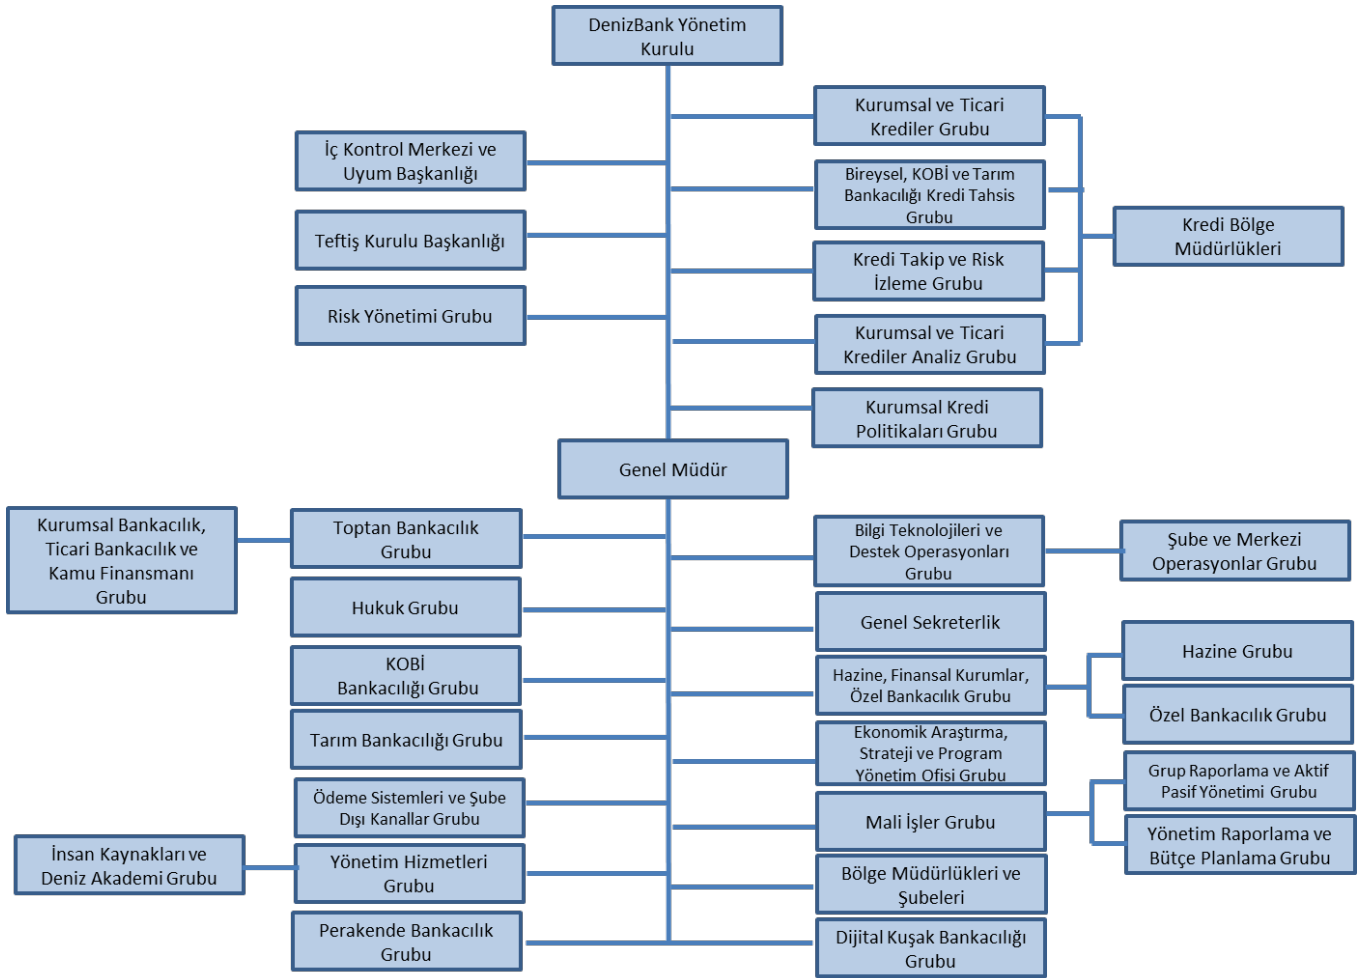 DenizBank Yönetim
Kurulu
Kurumsal ve Ticari
Krediler Grubu
İç Kontrol Merkezi ve
Uyum Başkanlığı
Bireysel, KOBİ ve Tarım
Bankacılığı Kredi Tahsis
Grubu
Teftiş Kurulu Başkanlığı
Kredi Bölge
Müdürlükleri
Kredi Takip ve Risk
İzleme Grubu
Risk Yönetimi Grubu
Kurumsal ve Ticari
Krediler Analiz Grubu
Kurumsal Kredi
Politikaları Grubu
Genel Müdür
Kurumsal Bankacılık,
Ticari Bankacılık ve
Kamu Finansmanı
Grubu
Toptan Bankacılık
Grubu
Bilgi Teknolojileri ve
Destek Operasyonları
Grubu
Şube ve Merkezi
Operasyonlar Grubu
Hukuk Grubu
Genel Sekreterlik
KOBİ
Bankacılığı Grubu
Hazine, Finansal Kurumlar,
Özel Bankacılık Grubu
Hazine Grubu
Özel Bankacılık Grubu
Tarım Bankacılığı Grubu
Ekonomik Araştırma,
Strateji ve Program
Yönetim Ofisi Grubu
Ödeme Sistemleri ve Şube
Dışı Kanallar Grubu
Mali İşler Grubu
Grup Raporlama ve Aktif
Pasif Yönetimi Grubu
Yönetim Raporlama ve
Bütçe Planlama Grubu
İnsan Kaynakları ve
Deniz Akademi Grubu
Yönetim Hizmetleri
Grubu
Bölge Müdürlükleri ve
Şubeleri
Perakende Bankacılık
Grubu
Dijital Kuşak Bankacılığı
Grubu